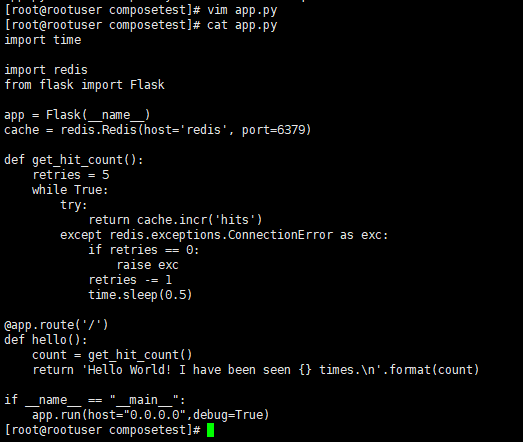 [root@rootuser composetest]# vim app.py
[root@rootuser composetest]# cat app.py
import time

import redis
from flask import Flask

app = Flask(__name__)
cache = redis.Redis(host='redis', port=6379)

def get_hit_count():
    retries = 5
    while True:
        try:
            return cache.incr('hits')
        except redis.exceptions.ConnectionError as exc:
            if retries == 0:
                raise exc
            retries -= 1
            time.sleep(0.5)

@app.route('/')
def hello():
    count = get_hit_count()
    return 'Hello World! I have been seen {} times.\n'.format(count)

if __name__ == "__main__":
    app.run(host="0.0.0.0",debug=True)
[root@rootuser composetest]#